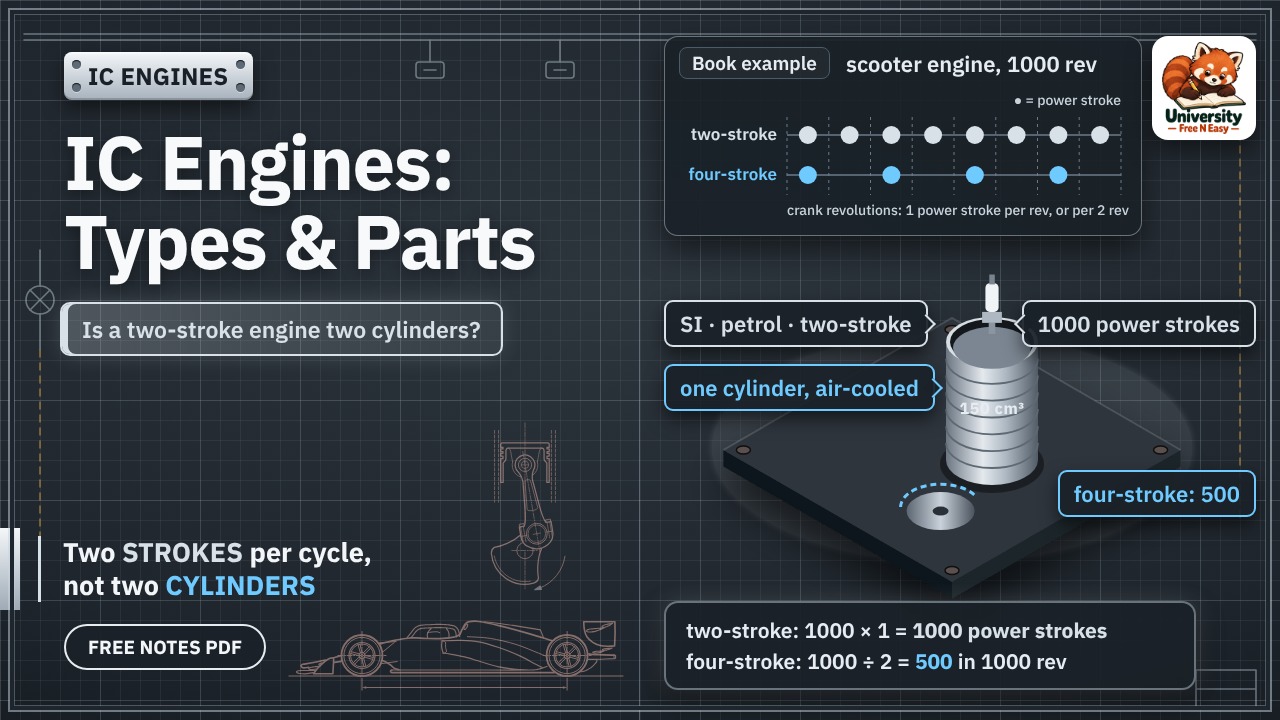 IC ENGINES
IC Engines:
Types & Parts
Is a two-stroke engine two cylinders?
Two STROKES per cycle,
not two CYLINDERS
FREE NOTES PDF
Book example
scooter engine, 1000 rev
= power stroke
two-stroke
four-stroke
crank revolutions: 1 power stroke per rev, or per 2 rev
University
Free N Easy
SI · petrol · two-stroke
1000 power strokes
one cylinder, air-cooled
150 cm³
four-stroke: 500
two-stroke: 1000 × 1 = 1000 power strokes
four-stroke: 1000 ÷ 2 = 500 in 1000 rev